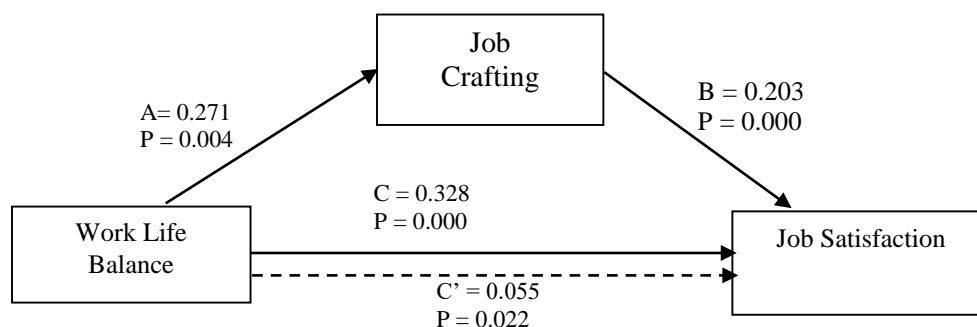 Job
Crafting
A= 0.271
P = 0.004
B = 0.203
P = 0.000
C = 0.328
P = 0.000
Work Life
Balance
Job Satisfaction
C’ = 0.055
P = 0.022